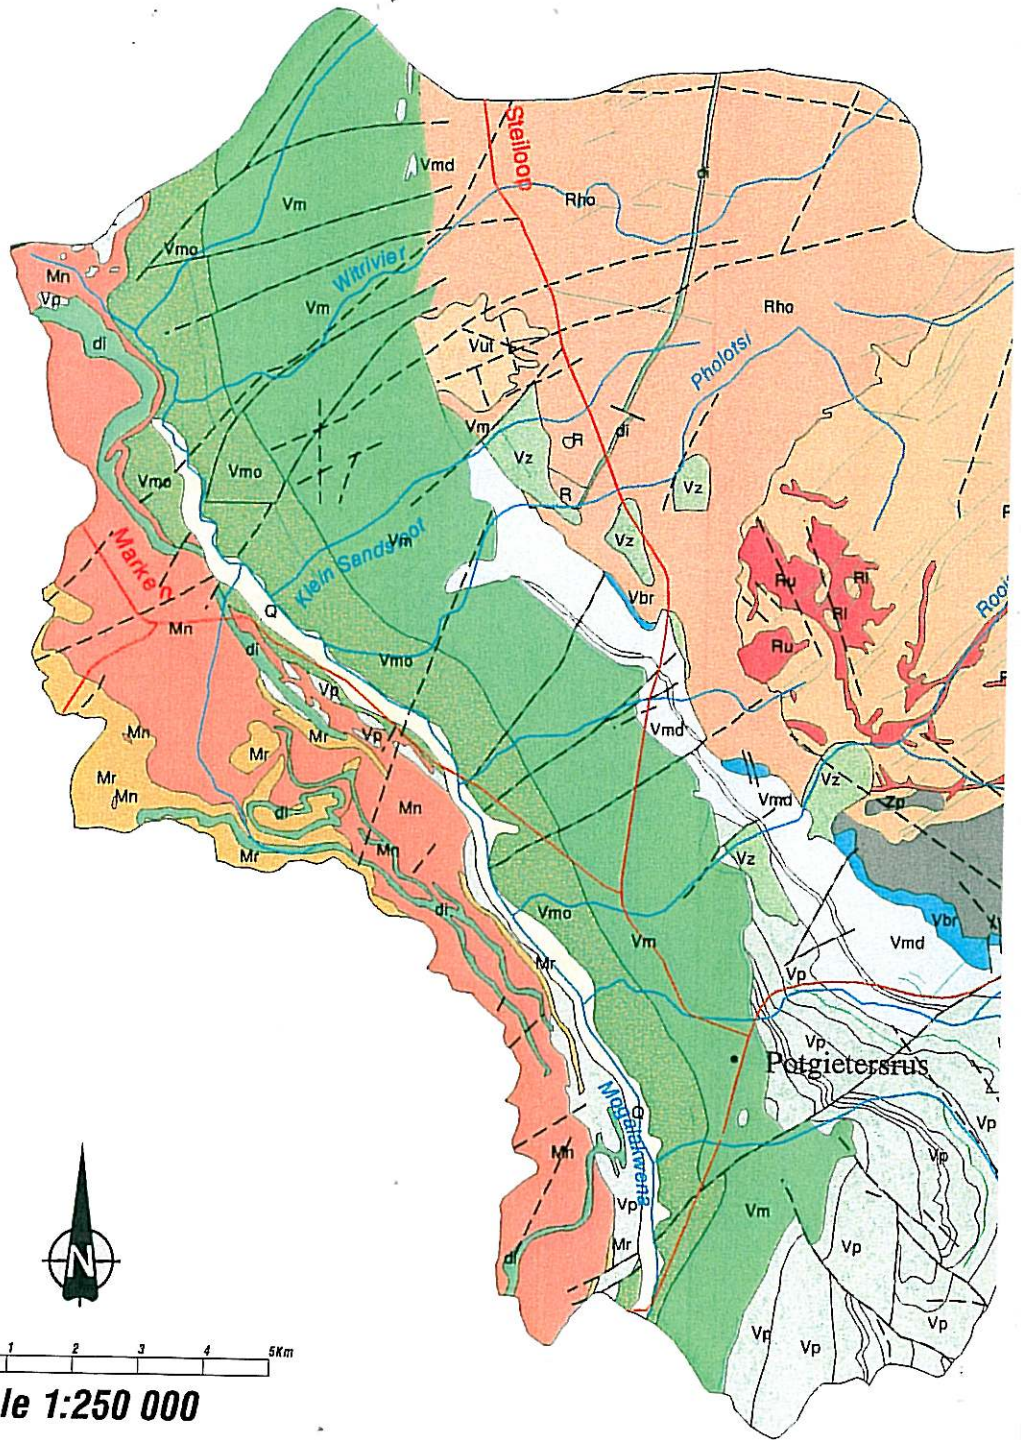 Steiloop
Vmd
Vm
Rho
di
Vmo
Witrivier
Mn
Vp
Vm
Rho
di
Vut
Pholotsi
Vm
R
di
Vz
Vmo
Vmo
R
Vz
Vz
Vm
Klein Sandsloot
Marken
Ru
Rl
Rl
Vbr
Q
Mn
Ru
di
Vmo
Vp
Mr
Vp
Mn
Mr
Vmd
Mr
Mn
Vz
Vmd
Zp
di
Mn
Mn
Mr
Vz
di
Vmo
Vbr
Vm
Vmd
Mr
Vp
Vp
Potgietersrus
Mogalakwena
Q
Vp
Mn
Vp
Vp
Vm
Mr
Vp
di
Vp
Vp
Vp
N
1 2 3 4 5Km
le 1:250 000